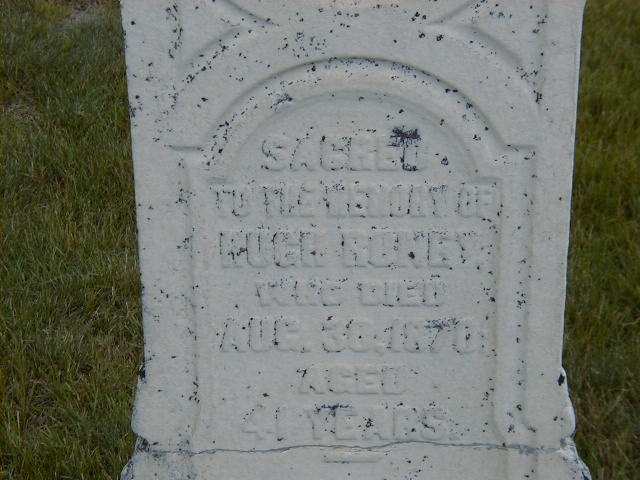 SACRED
TO THE MEMORY OF
HUGH
WHO DIED
AUG. 30. 1870.
AGED
41 YEARS.